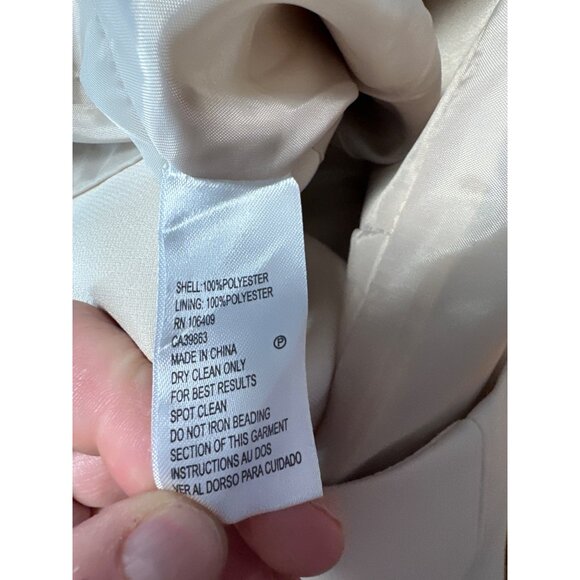 SHELL:100%POLYESTER
LINING: 100%POLYESTER
RN 106409
CA39863
MADE IN CHINA
P
DRY CLEAN ONLY
FOR BEST RESULTS
SPOT CLEAN
DO NOT IRON BEADING
SECTION OF THIS GARMENT
INSTRUCTIONS AU DOS
VER AL DORSO PARA CUIDADO